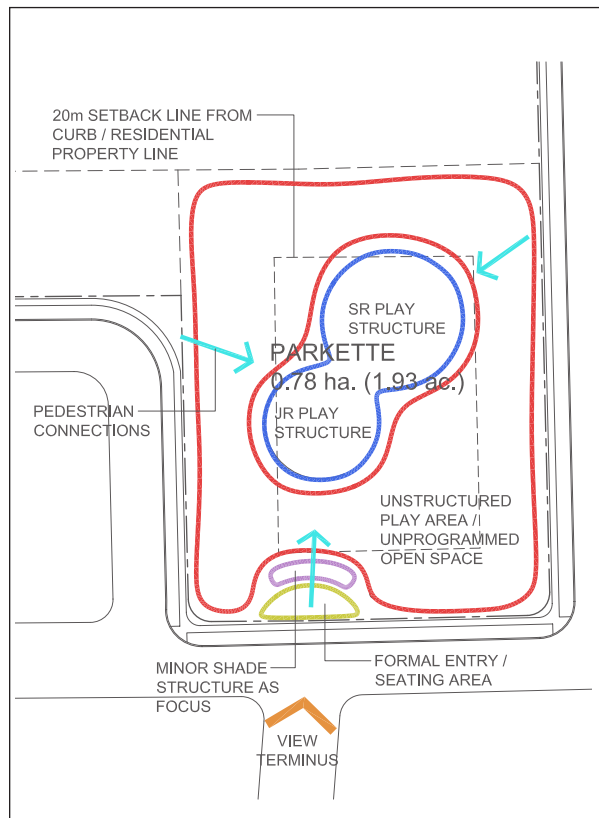 20m SETBACK LINE FROM
CURB / RESIDENTIAL
PROPERTY LINE
SR PLAY
STRUCTURE
PARKETTE
0.78 ha. (1.93 ac.)
JR PLAY
STRUCTURE
PEDESTRIAN
CONNECTIONS
UNSTRUCTURED
PLAY AREA /
UNPROGRAMMED
OPEN SPACE
MINOR SHADE
STRUCTURE AS
FOCUS
FORMAL ENTRY /
SEATING AREA
VIEW
TERMINUS